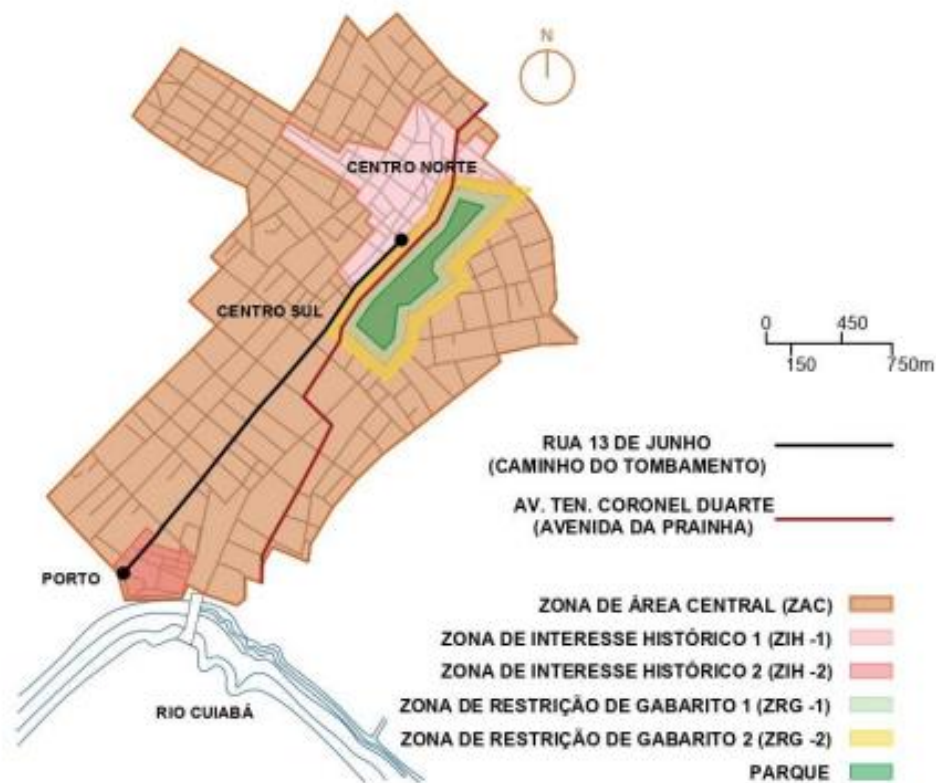 N
CENTRO NORTE
CENTRO SUL
0 450
150 750m
RUA 13 DE JUNHO
(CAMINHO DO TOMBAMENTO)
AV. TEN. CORONEL DUARTE
(AVENIDA DA PRAINHA)
PORTO
ZONA DE ÁREA CENTRAL (ZAC)
ZONA DE INTERESSE HISTÓRICO 1 (ZIH -1)
ZONA DE INTERESSE HISTÓRICO 2 (ZIH -2)
RIO CUIABÁ
ZONA DE RESTRIÇÃO DE GABARITO 1 (ZRG -1)
ZONA DE RESTRIÇÃO DE GABARITO 2 (ZRG -2)
PARQUE